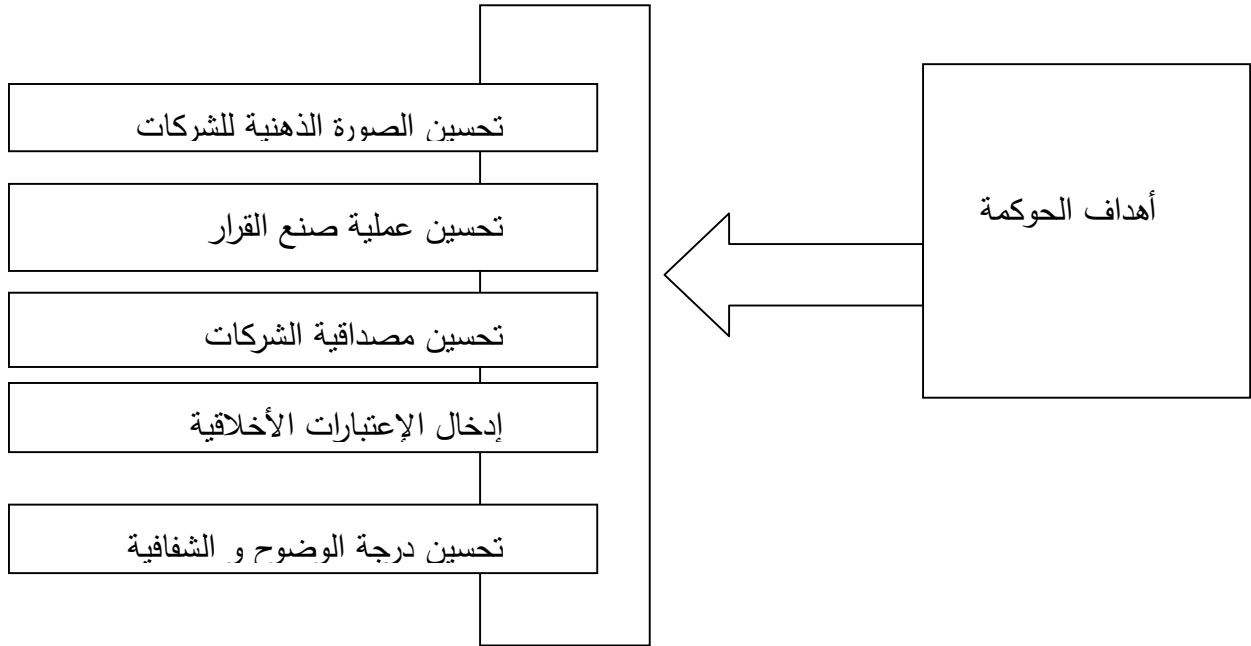 أهداف الحوكمة
تحسين الصورة الذهنية للشركات
تحسين عملية صنع القرار
تحسين مصداقية الشركات
إدخال الإعتبارات الأخلاقية
تحسين درجة الوضوح و الشفافية